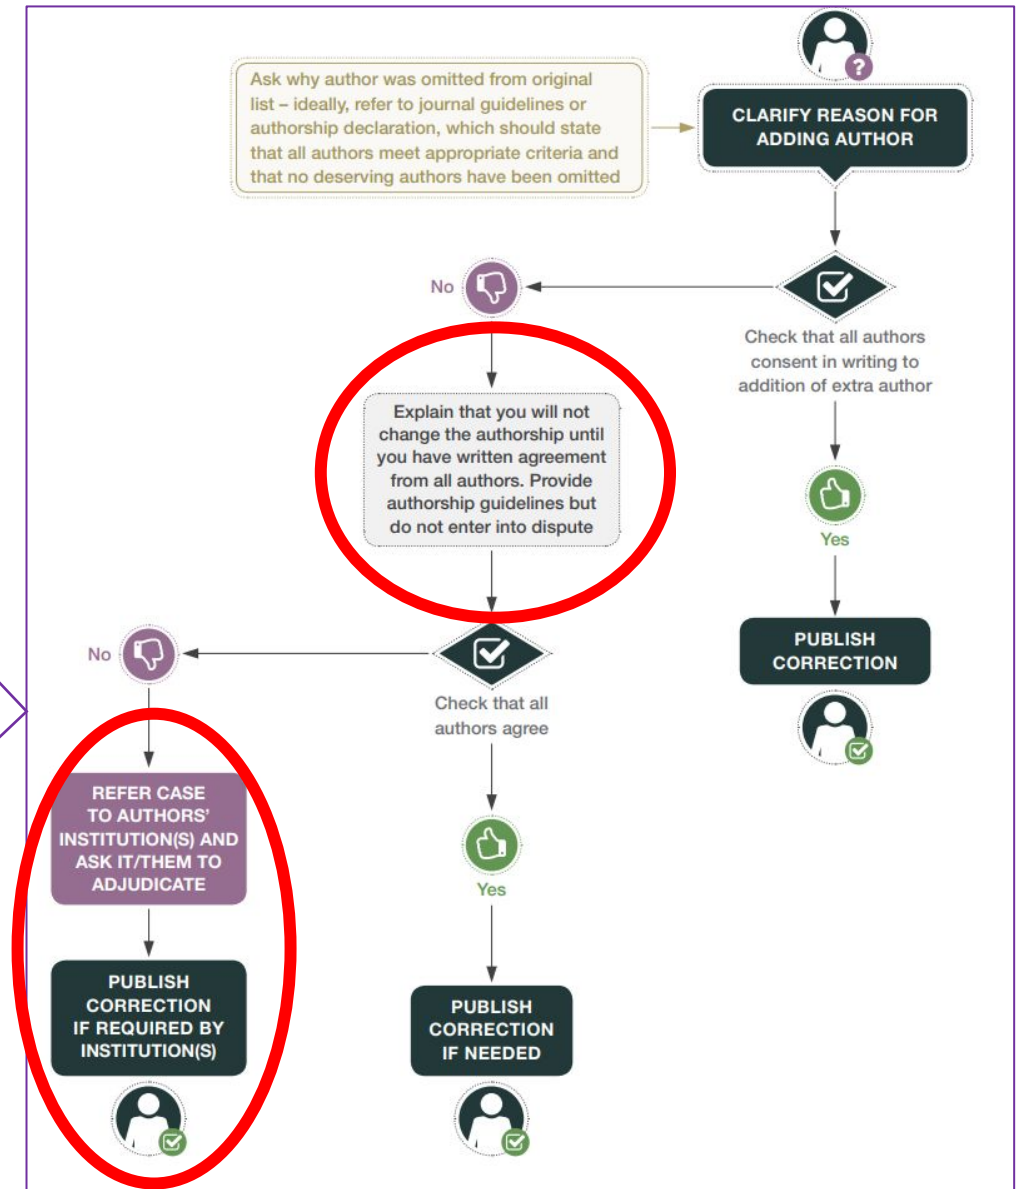 ?
Ask why author was omitted from original
list – ideally, refer to journal guidelines or
authorship declaration, which should state
that all authors meet appropriate criteria and
that no deserving authors have been omitted
CLARIFY REASON FOR
ADDING AUTHOR
No
Check that all authors
consent in writing to
addition of extra author
Explain that you will not
change the authorship until
you have written agreement
from all authors. Provide
authorship guidelines but
do not enter into dispute
Yes
PUBLISH
CORRECTION
No
Check that all
authors agree
REFER CASE
TO AUTHORS’
INSTITUTION(S) AND
ASK IT/THEM TO
ADJUDICATE
Yes
PUBLISH
CORRECTION
IF REQUIRED BY
INSTITUTION(S)
PUBLISH
CORRECTION
IF NEEDED